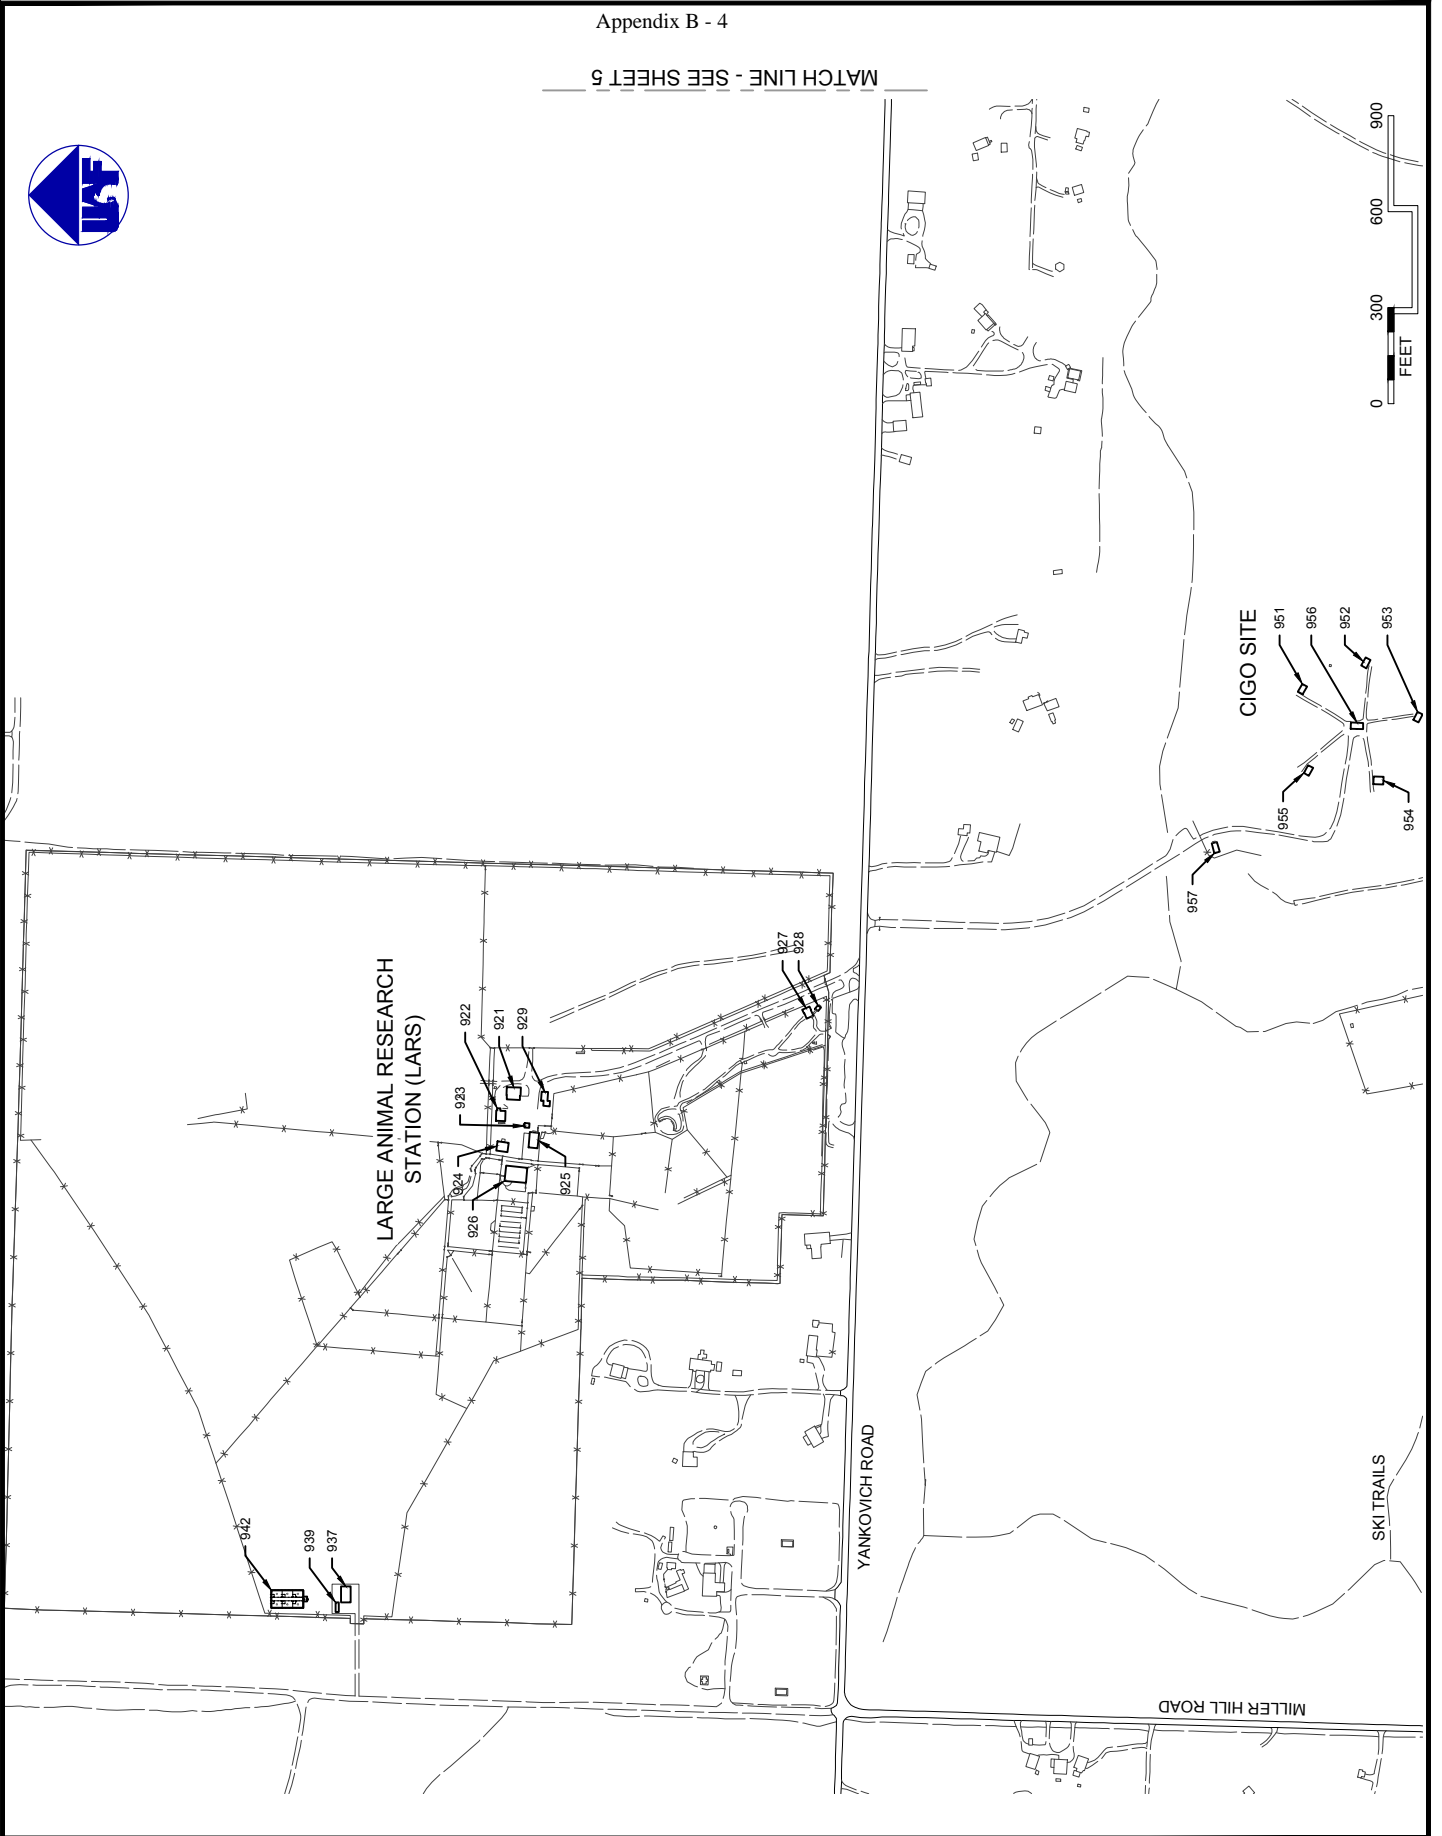 Appendix B - 4
MATCH LINE - SEE SHEET 5
UAF
0 300 600 900
FEET
LARGE ANIMAL RESEARCH
STATION (LARS)
922
921
929
923
924
926
925
927
928
942
939
937
CIGO SITE
951
956
952
953
955
954
957
YANKOVICH ROAD
SKI TRAILS
MILLER HILL ROAD